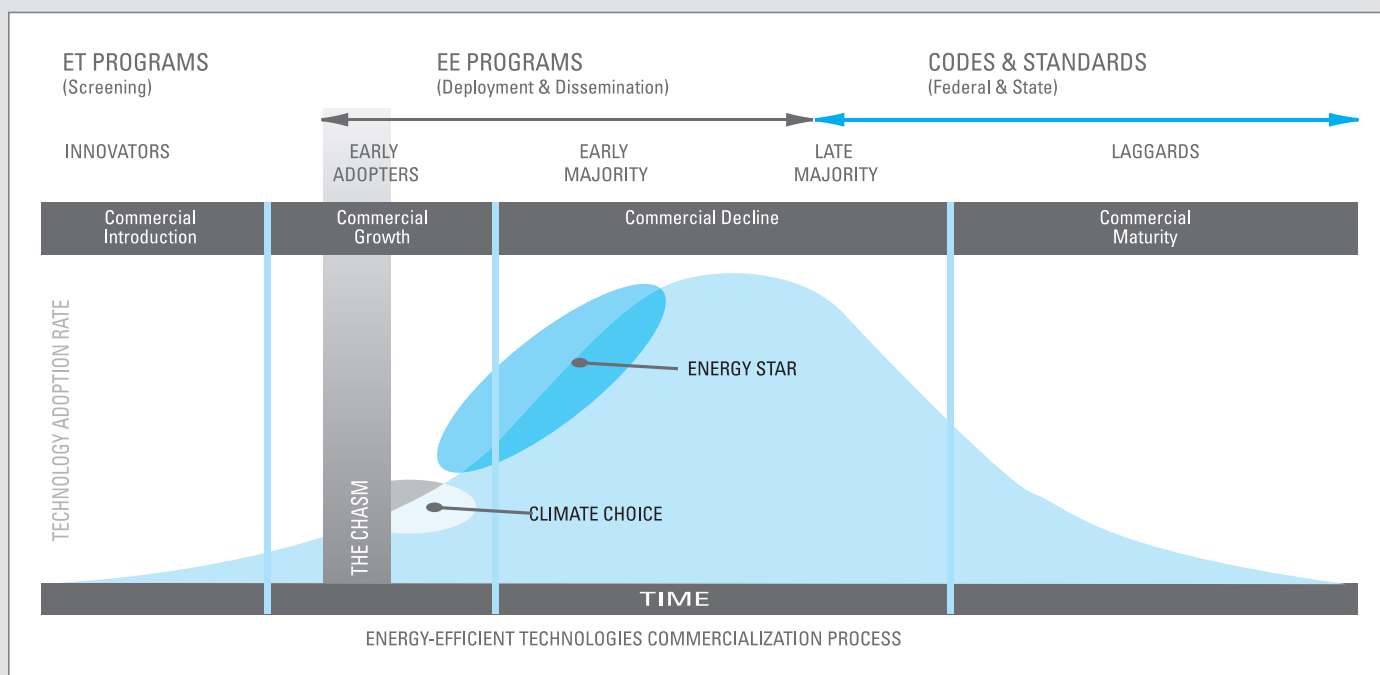 ET PROGRAMS
(Screening)
EE PROGRAMS
(Deployment & Dissemination)
CODES & STANDARDS
(Federal & State)
INNOVATORS
EARLY
ADOPTERS
EARLY
MAJORITY
LATE
MAJORITY
LAGGARDS
Commercial
Introduction
Commercial
Growth
Commercial Decline
Commercial
Maturity
TECHNOLOGY ADOPTION RATE
THE CHASM
ENERGY STAR
CLIMATE CHOICE
TIME
ENERGY-EFFICIENT TECHNOLOGIES COMMERCIALIZATION PROCESS